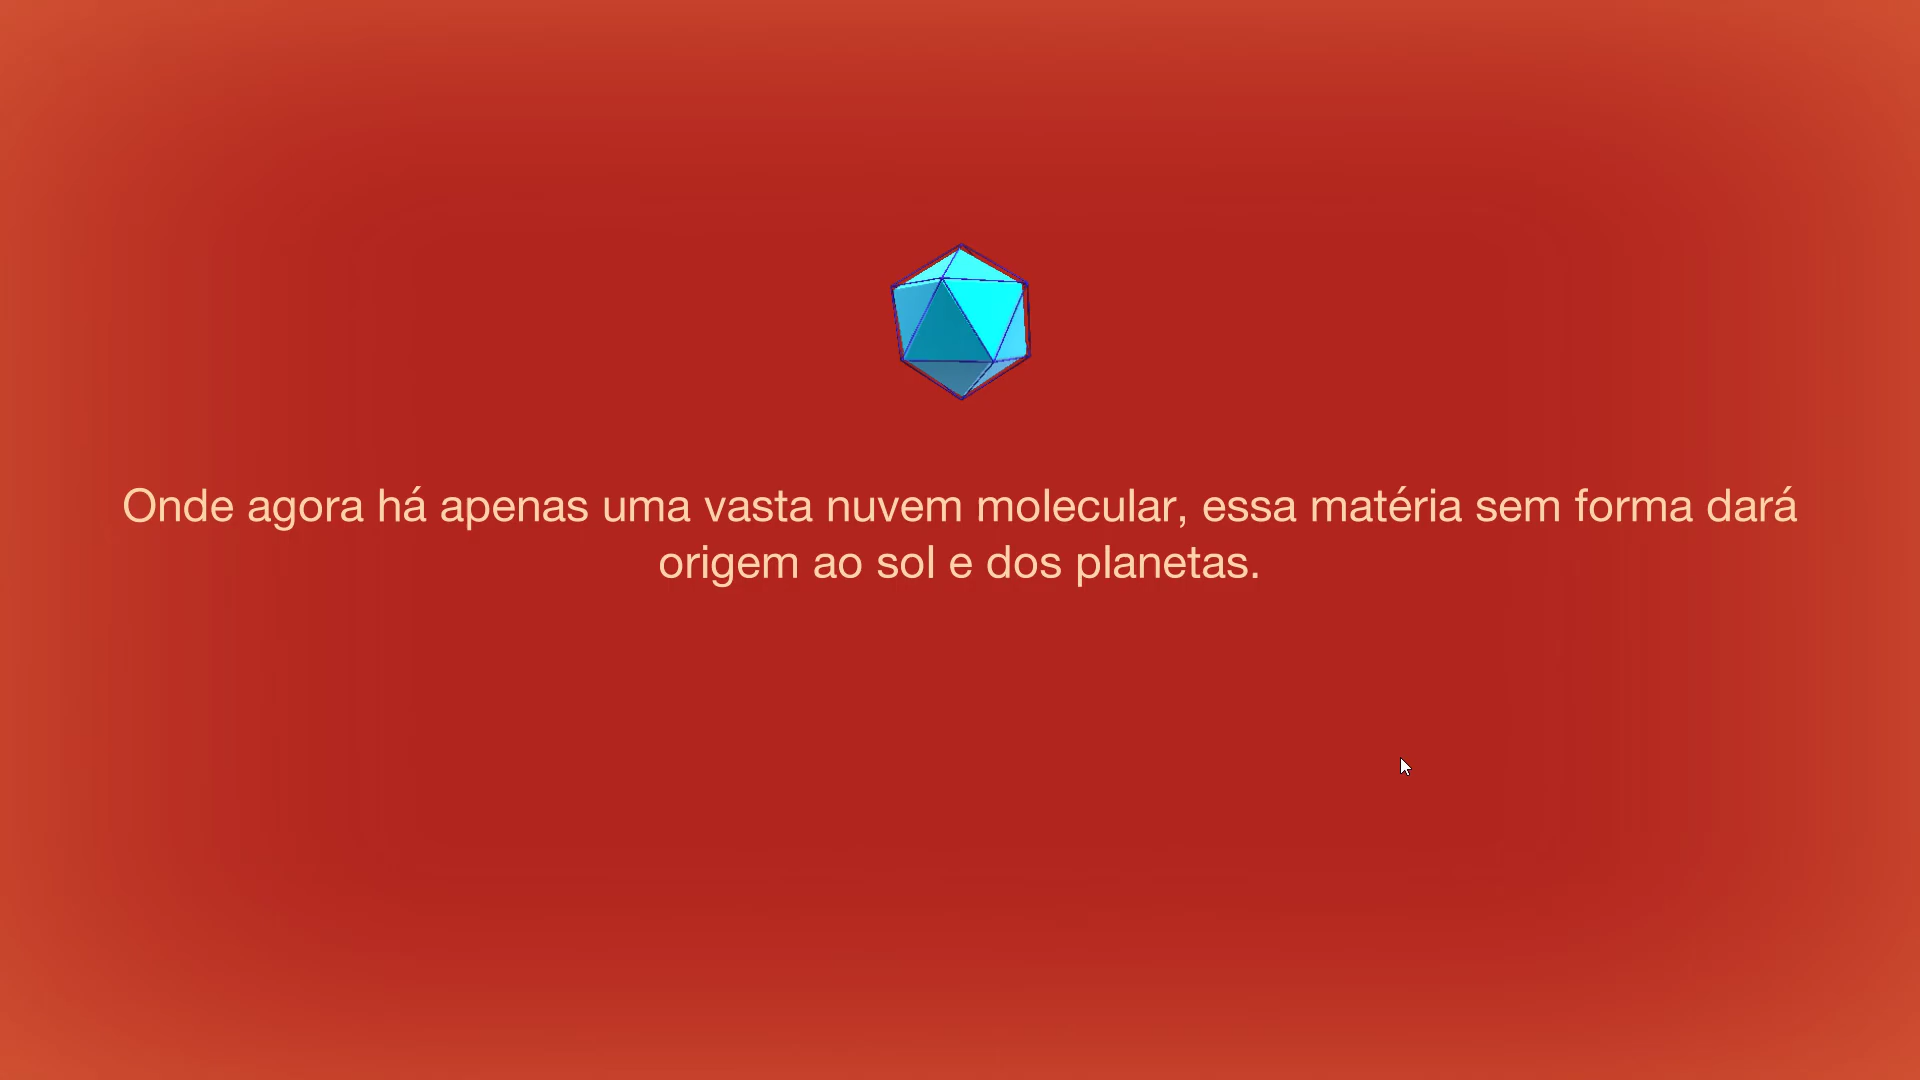 Onde agora há apenas uma vasta nuvem molecular, essa matéria sem forma dará
origem ao sol e dos planetas.